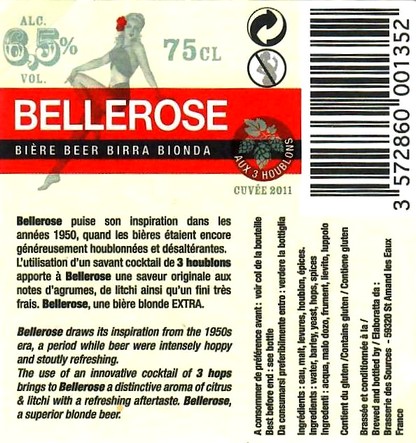 ALC.
6,5%
VOL.
75CL
BELLEROSE
BIÈRE BEER BIRRA BIONDA
AUX 3 HOUBLONS
CUVÉE 2011
Bellerose puise son inspiration dans les
années 1950, quand les bières étaient encore
généreusement houblonnées et désaltérantes.
L'utilisation d'un savant cocktail de 3 houblons
apporte à Bellerose une saveur originale aux
notes d'agrumes, de litchi ainsi qu'un fini très
frais. Bellerose, une bière blonde EXTRA.
Bellerose draws its inspiration from the 1950s
era, a period while beer were intensely hoppy
and stoutly refreshing.
The use of an innovative cocktail of 3 hops
brings to Bellerose a distinctive aroma of citrus
& litchi with a refreshing aftertaste. Bellerose,
a superior blonde beer.
A consommer de préférence avant : voir col de la bouteille
Best before end : see bottle
Da consumarsi preferibilmente entro : verdere la bottiglia
Ingrédients : eau, malt, levures, houblon, épices.
Ingredients : water, barley, yeast, hops, spices
Ingredienti : acqua, malo dozo, frument, lievito, luppolo
Contient du gluten /Contains gluten / Contiene gluten
Brassée et conditionnée à /
Brewed and bottled by / Elaboratta da :
Brasserie des Sources - 59230 St Amand les Eaux
France
3 572860 001352